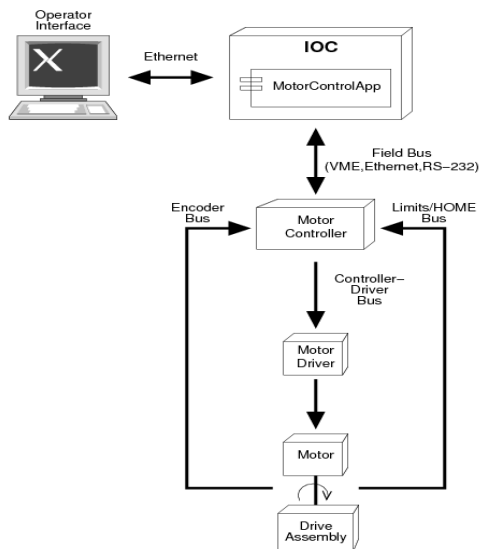 Operator
Interface
X
Ethernet
IOC
MotorControlApp
Field Bus
(VME,Ethernet,RS-232)
Encoder
Bus
Motor
Controller
Limits/HOME
Bus
Controller-
Driver
Bus
Motor
Driver
Motor
Drive
Assembly